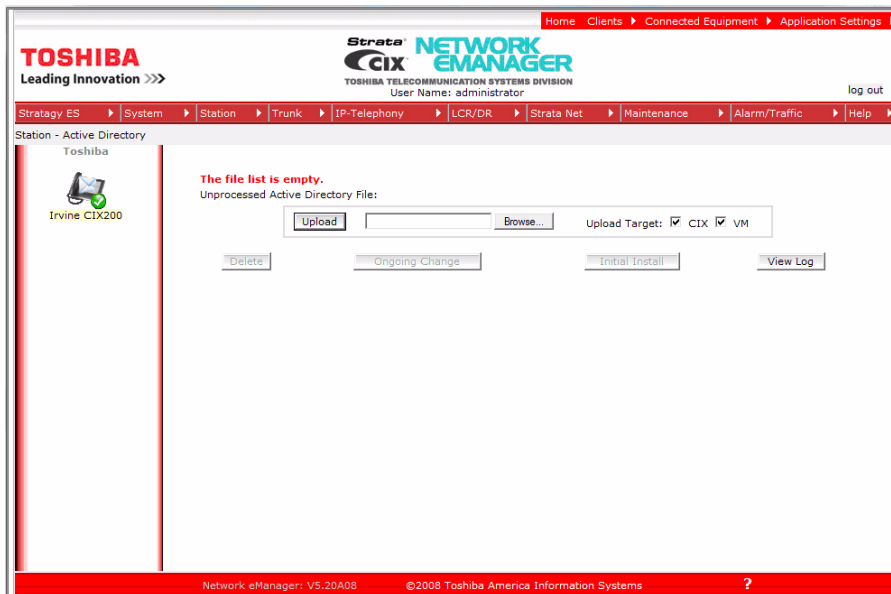 Home Clients Connected Equipment Application Settings
TOSHIBA
Leading Innovation >>>
Strata CIX NETWORK EMANAGER
TOSHIBA TELECOMMUNICATION SYSTEMS DIVISION
User Name: administrator
log out
Stratagy ES System Station Trunk IP-Telephony LCR/DR Strata Net Maintenance Alarm/Traffic Help
Station - Active Directory
Toshiba
Irvine CIX200
The file list is empty.
Unprocessed Active Directory File:
Upload Browse... Upload Target: CIX VM
Delete Ongoing Change Initial Install View Log
Network eManager: V5.20A08 ©2008 Toshiba America Information Systems ?